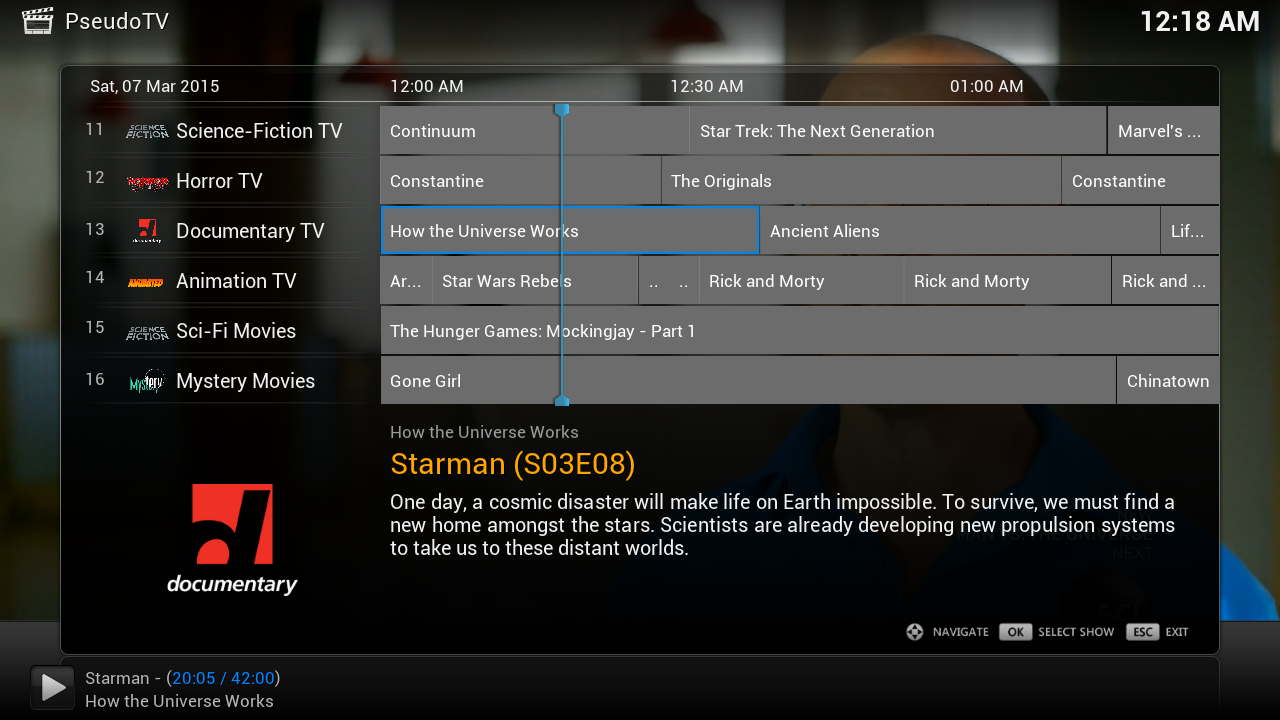 PseudoTV
12:18 AM
Sat, 07 Mar 2015 12:00 AM 12:30 AM 01:00 AM
11 SCIENCE FICTION Science-Fiction TV Continuum Star Trek: The Next Generation Marvel's ...
12 HORROR Horror TV Constantine The Originals Constantine
13 documentary Documentary TV How the Universe Works Ancient Aliens Lif...
14 ANIMATED Animation TV Ar... Star Wars Rebels .. .. Rick and Morty Rick and Morty Rick and ...
15 SCIENCE FICTION Sci-Fi Movies The Hunger Games: Mockingjay - Part 1
16 Mystery Mystery Movies Gone Girl Chinatown
How the Universe Works
Starman (S03E08)
One day, a cosmic disaster will make life on Earth impossible. To survive, we must find a
new home amongst the stars. Scientists are already developing new propulsion systems
to take us to these distant worlds.
THE UNIVERSE
NEXT
documentary
NAVIGATE OK SELECT SHOW ESC EXIT
Starman - (20:05 / 42:00)
How the Universe Works